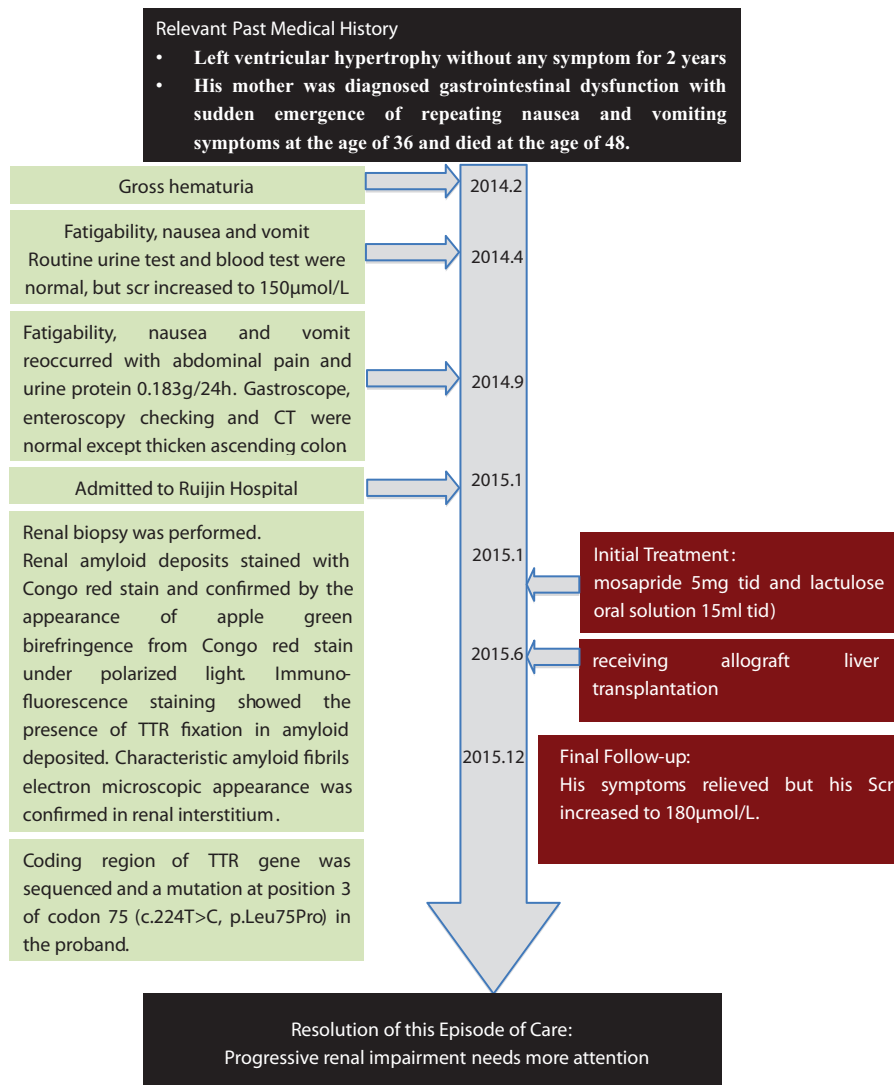 Relevant Past Medical History
• Left ventricular hypertrophy without any symptom for 2 years
• His mother was diagnosed gastrointestinal dysfunction with
sudden emergence of repeating nausea and vomiting
symptoms at the age of 36 and died at the age of 48.
Gross hematuria
2014.2
Fatigability, nausea and vomit
Routine urine test and blood test were
normal, but scr increased to 150μmol/L
2014.4
Fatigability, nausea and vomit
reoccurred with abdominal pain and
urine protein 0.183g/24h. Gastroscope,
enteroscopy checking and CT were
normal except thicken ascending colon.
2014.9
Admitted to Ruijin Hospital
2015.1
Renal biopsy was performed.
Renal amyloid deposits stained with
Congo red stain and confirmed by the
appearance of apple green
birefringence from Congo red stain
under polarized light. Immuno-
fluorescence staining showed the
presence of TTR fixation in amyloid
deposited. Characteristic amyloid fibrils
electron microscopic appearance was
confirmed in renal interstitium.
2015.1
Initial Treatment:
mosapride 5mg tid and lactulose
oral solution 15ml tid)
2015.6
receiving allograft liver
transplantation
2015.12
Final Follow-up:
His symptoms relieved but his Scr
increased to 180μmol/L.
Coding region of TTR gene was
sequenced and a mutation at position 3
of codon 75 (c.224T>C, p.Leu75Pro) in
the proband.
Resolution of this Episode of Care:
Progressive renal impairment needs more attention